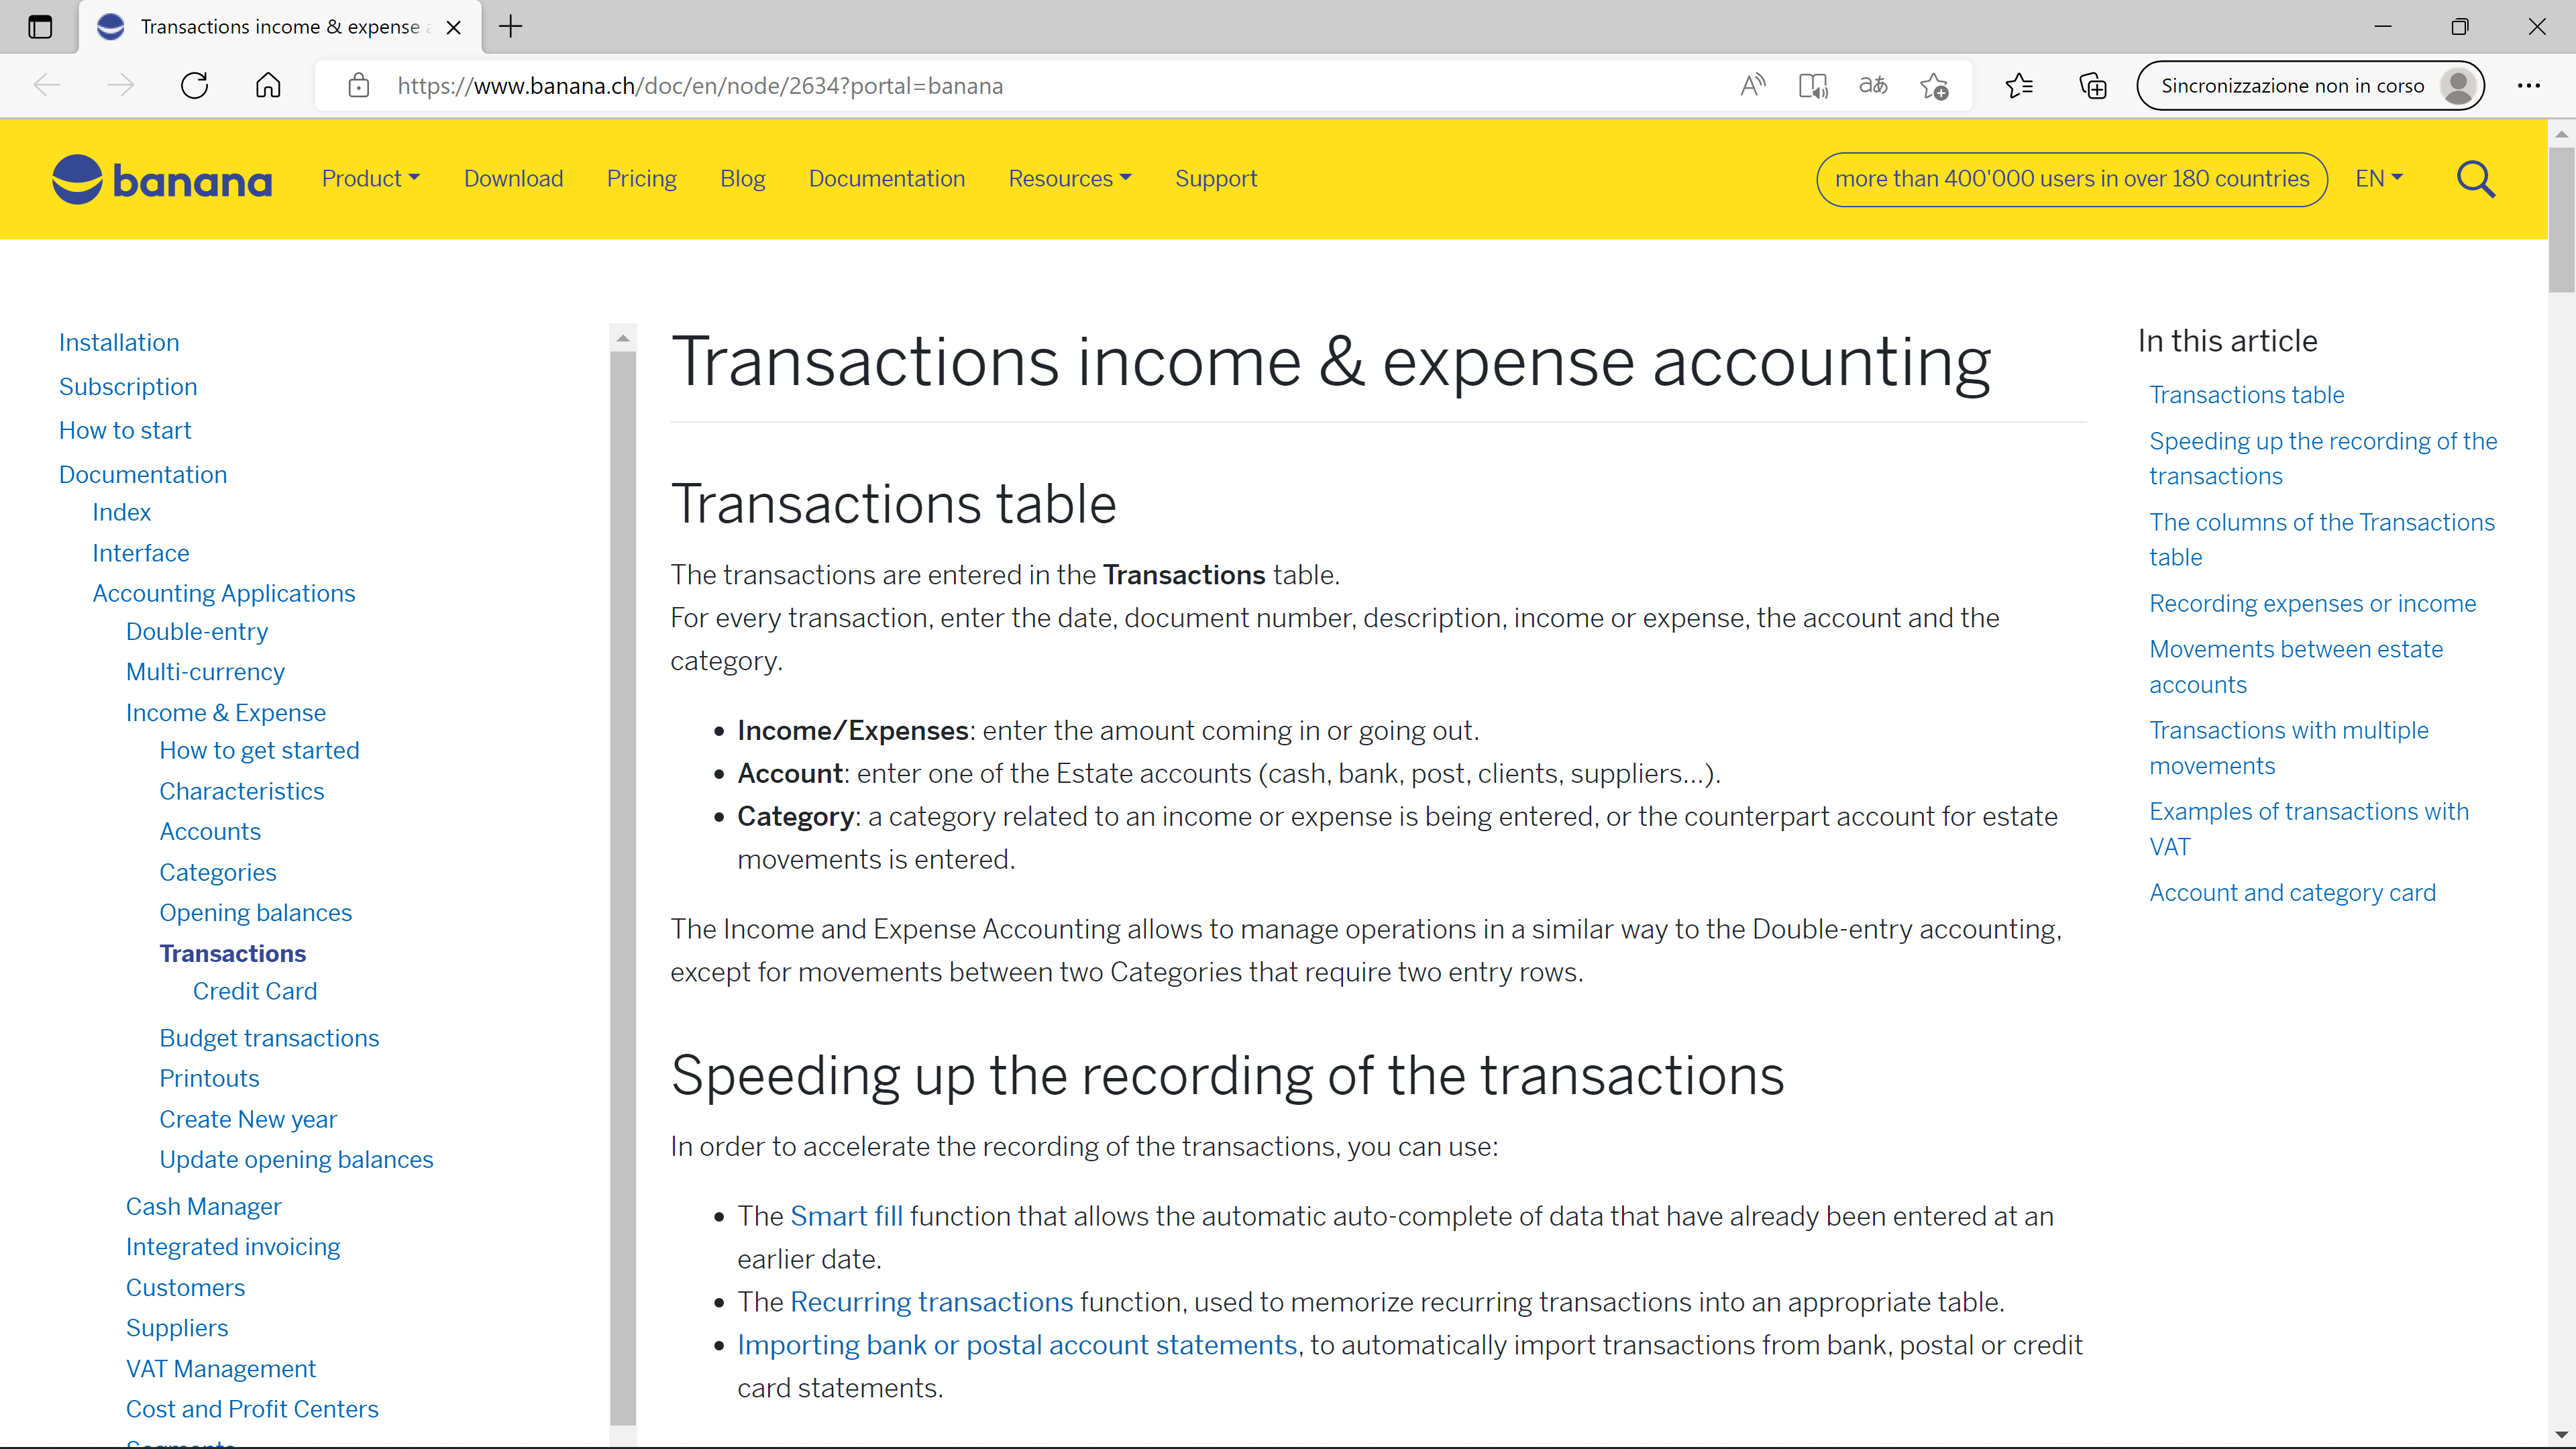 Transactions income & expense
https://www.banana.ch/doc/en/node/2634?portal=banana
Sincronizzazione non in corso
banana
Product
Download
Pricing
Blog
Documentation
Resources
Support
more than 400'000 users in over 180 countries
EN
Installation
Subscription
How to start
Documentation
Index
Interface
Accounting Applications
Double-entry
Multi-currency
Income & Expense
How to get started
Characteristics
Accounts
Categories
Opening balances
Transactions
Credit Card
Budget transactions
Printouts
Create New year
Update opening balances
Cash Manager
Integrated invoicing
Customers
Suppliers
VAT Management
Cost and Profit Centers
Transactions income & expense accounting
Transactions table
The transactions are entered in the Transactions table.
For every transaction, enter the date, document number, description, income or expense, the account and the
category.
• Income/Expenses: enter the amount coming in or going out.
• Account: enter one of the Estate accounts (cash, bank, post, clients, suppliers...).
• Category: a category related to an income or expense is being entered, or the counterpart account for estate
movements is entered.
The Income and Expense Accounting allows to manage operations in a similar way to the Double-entry accounting,
except for movements between two Categories that require two entry rows.
Speeding up the recording of the transactions
In order to accelerate the recording of the transactions, you can use:
• The Smart fill function that allows the automatic auto-complete of data that have already been entered at an
earlier date.
• The Recurring transactions function, used to memorize recurring transactions into an appropriate table.
• Importing bank or postal account statements, to automatically import transactions from bank, postal or credit
card statements.
In this article
Transactions table
Speeding up the recording of the
transactions
The columns of the Transactions
table
Recording expenses or income
Movements between estate
accounts
Transactions with multiple
movements
Examples of transactions with
VAT
Account and category card